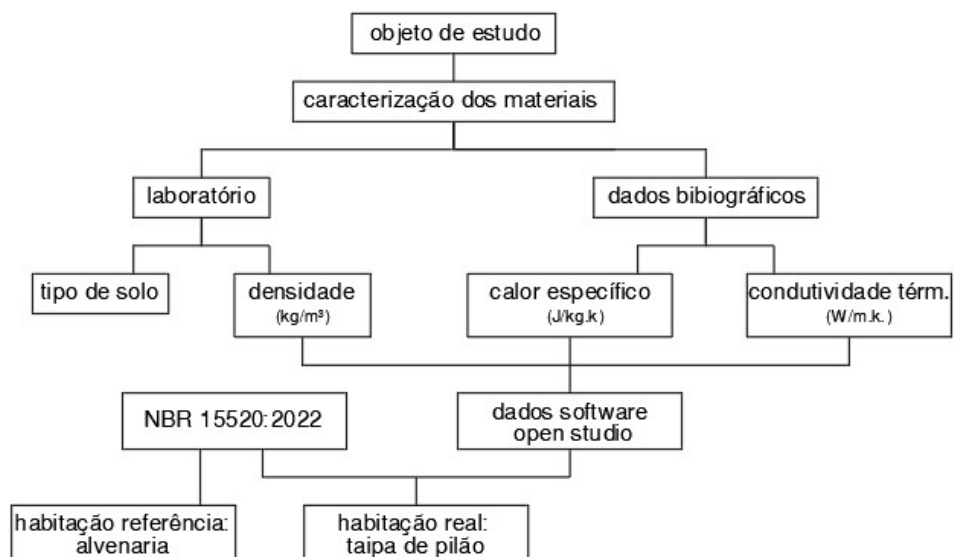 objeto de estudo
caracterização dos materiais
laboratório
dados bibiográficos
tipo de solo
densidade
(kg/m³)
calor específico
(J/kg.k)
condutividade térm.
(W/m.k.)
NBR 15520:2022
dados software
open studio
habitação referência:
alvenaria
habitação real:
taipa de pilão